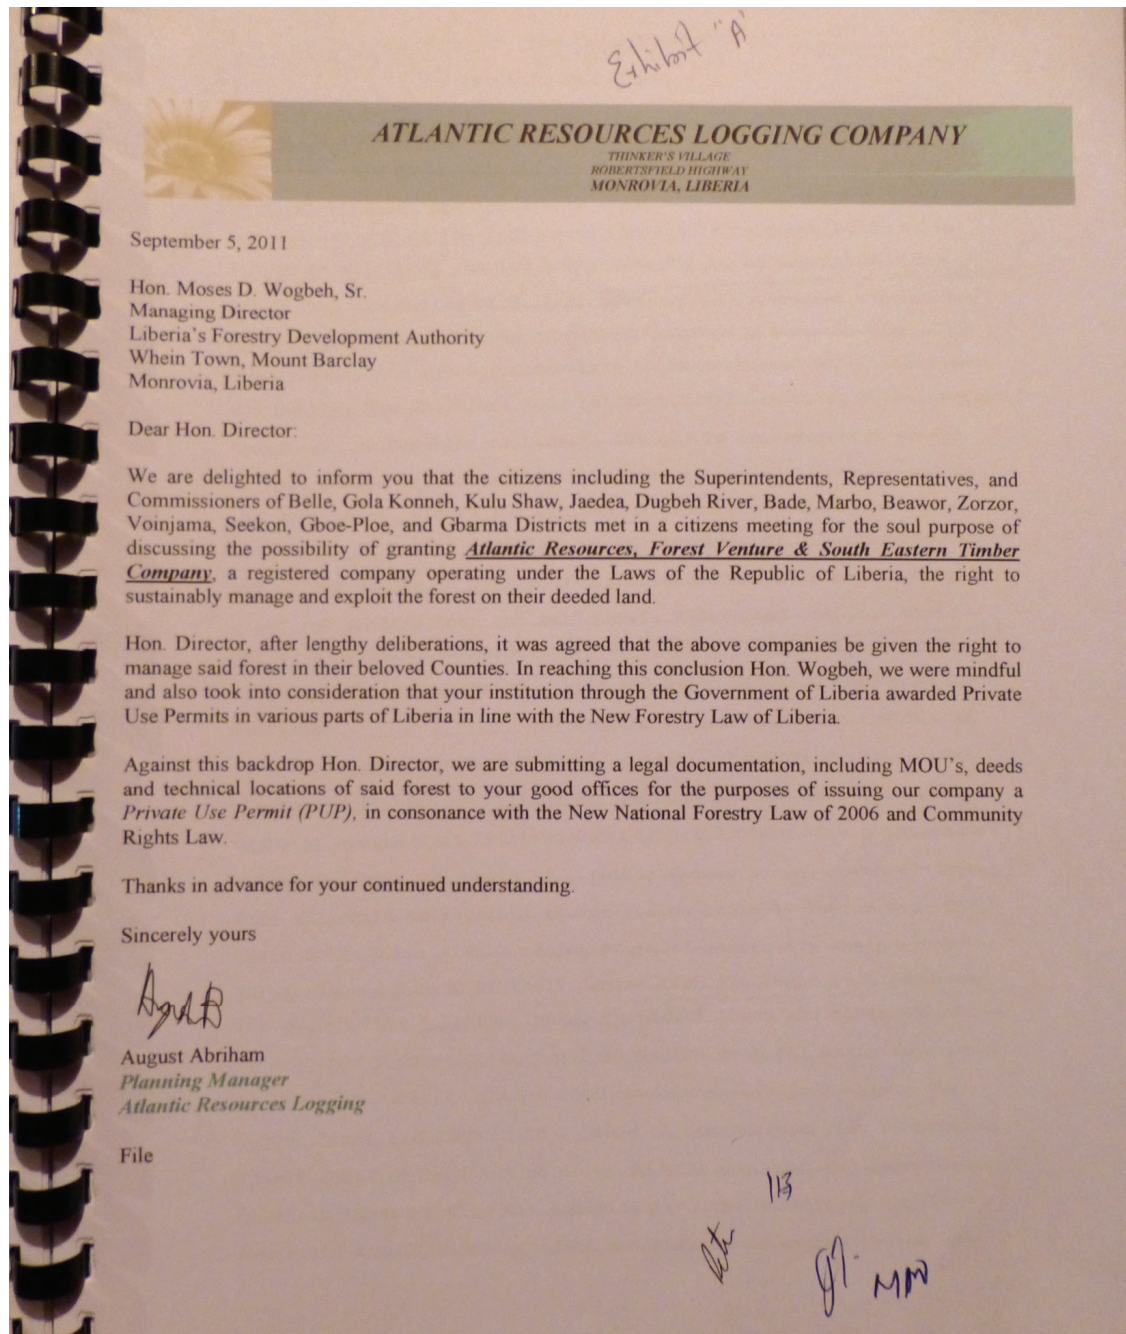 Exhibit "A"
ATLANTIC RESOURCES LOGGING COMPANY
THINKER'S VILLAGE
ROBERTSFIELD HIGHWAY
MONROVIA, LIBERIA
September 5, 2011
Hon. Moses D. Wogbeh, Sr.
Managing Director
Liberia's Forestry Development Authority
Whein Town, Mount Barclay
Monrovia, Liberia
Dear Hon. Director:
We are delighted to inform you that the citizens including the Superintendents, Representatives, and
Commissioners of Belle, Gola Konneh, Kulu Shaw, Jaedea, Dugbeh River, Bade, Marbo, Beawor, Zorzor,
Voinjama, Seekon, Gboe-Ploe, and Gbarma Districts met in a citizens meeting for the soul purpose of
discussing the possibility of granting Atlantic Resources, Forest Venture & South Eastern Timber
Company, a registered company operating under the Laws of the Republic of Liberia, the right to
sustainably manage and exploit the forest on their deeded land.
Hon. Director, after lengthy deliberations, it was agreed that the above companies be given the right to
manage said forest in their beloved Counties. In reaching this conclusion Hon. Wogbeh, we were mindful
and also took into consideration that your institution through the Government of Liberia awarded Private
Use Permits in various parts of Liberia in line with the New Forestry Law of Liberia.
Against this backdrop Hon. Director, we are submitting a legal documentation, including MOU's, deeds
and technical locations of said forest to your good offices for the purposes of issuing our company a
Private Use Permit (PUP), in consonance with the New National Forestry Law of 2006 and Community
Rights Law.
Thanks in advance for your continued understanding.
Sincerely yours
August Abriham
Planning Manager
Atlantic Resources Logging
File